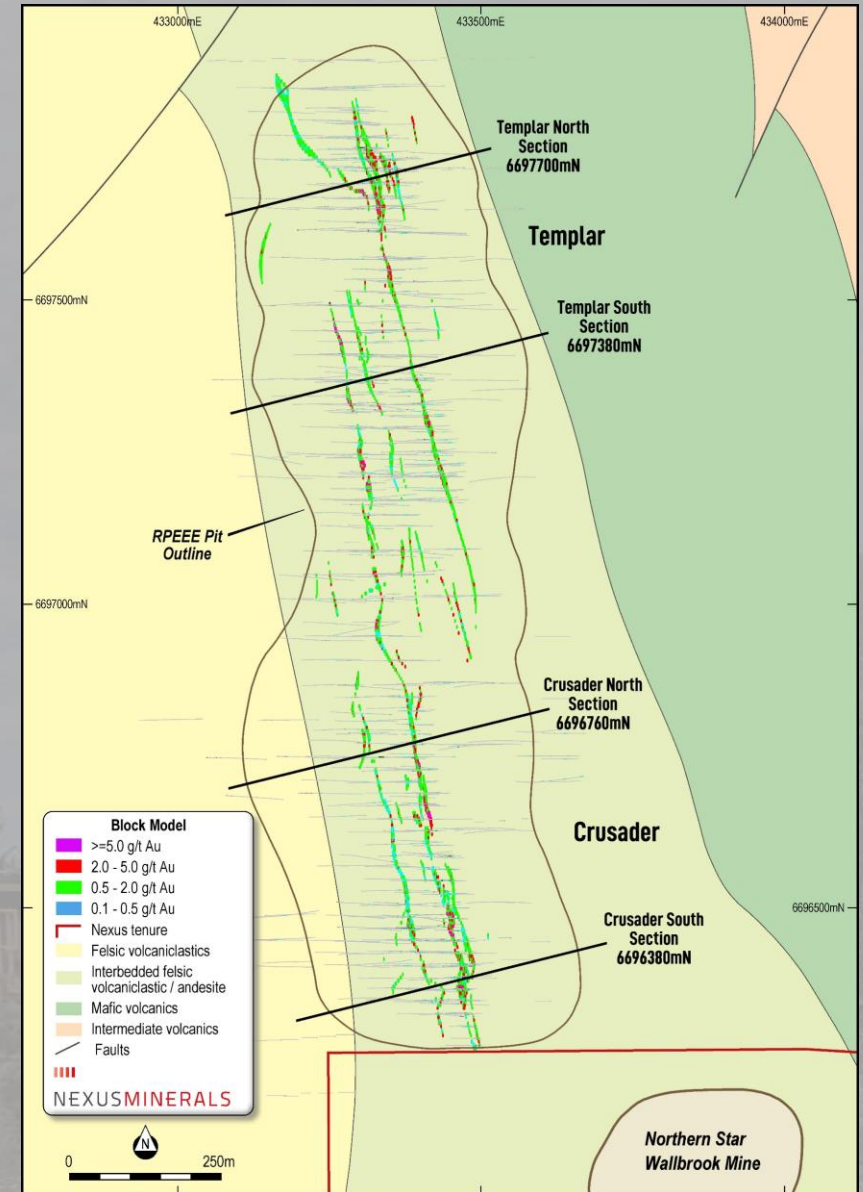 433000mE
433500mE
434000mE
Templar North
Section
6697700mN
Templar
6697500mN
Templar South
Section
6697380mN
RPEEE Pit
Outline
6697000mN
Crusader North
Section
6696760mN
Crusader
Block Model
>=5.0 g/t Au
2.0 - 5.0 g/t Au
0.5 - 2.0 g/t Au
0.1 - 0.5 g/t Au
Nexus tenure
Felsic volcaniclastics
Interbedded felsic
volcaniclastic / andesite
Mafic volcanics
Intermediate volcanics
Faults
NEXUSMINERALS
6696500mN
Crusader South
Section
6696380mN
N
0 250m
Northern Star
Wallbrook Mine